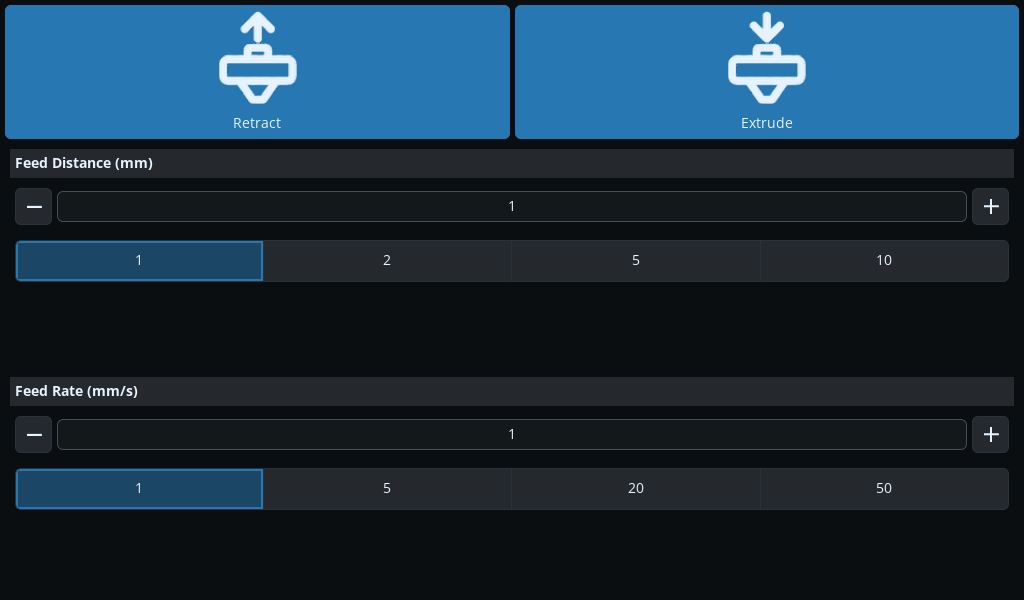 Retract Extrude
Feed Distance (mm)
1
1 2 5 10
Feed Rate (mm/s)
1
1 5 20 50